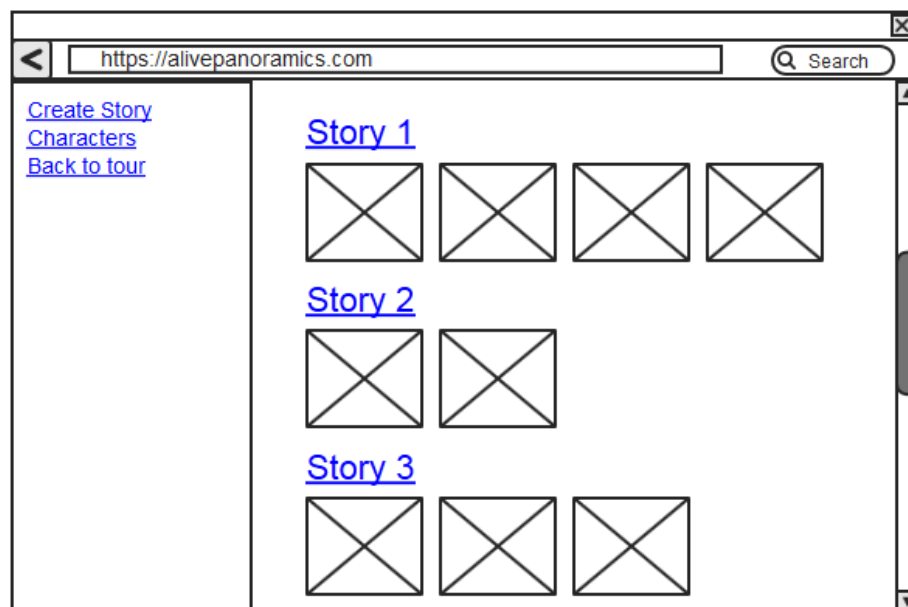 https://alivepanoramics.com
Search
Create Story
Characters
Back to tour
Story 1
Story 2
Story 3